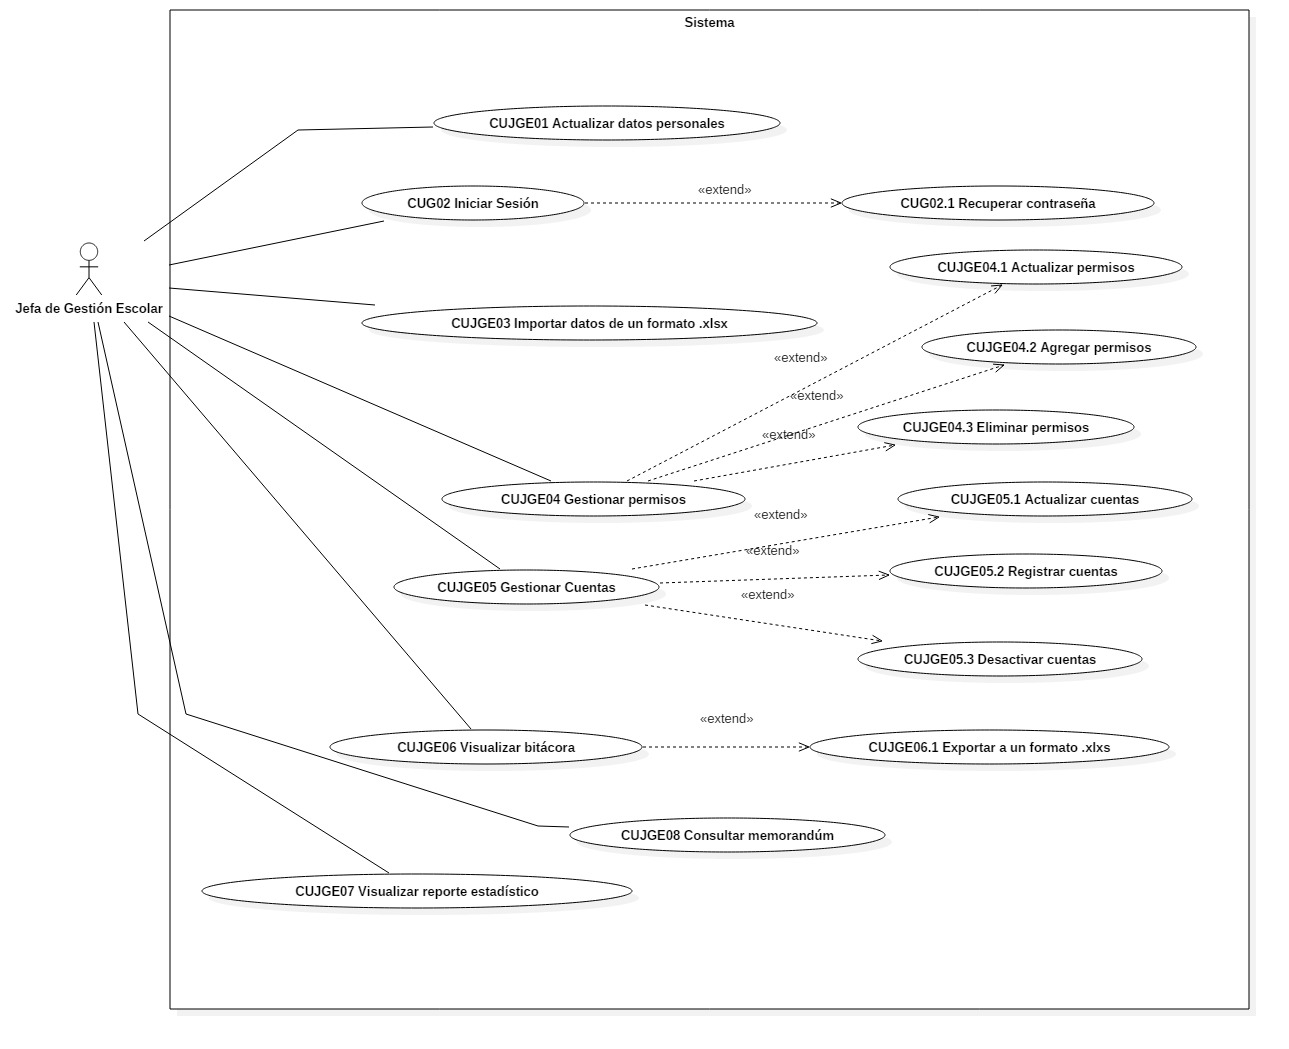 Sistema
CUJGE01 Actualizar datos personales
CUG02 Iniciar Sesión
«extend»
CUG02.1 Recuperar contraseña
Jefa de Gestión Escolar
CUJGE03 Importar datos de un formato .xlsx
CUJGE04.1 Actualizar permisos
«extend»
CUJGE04.2 Agregar permisos
«extend»
CUJGE04.3 Eliminar permisos
«extend»
CUJGE04 Gestionar permisos
CUJGE05.1 Actualizar cuentas
«extend»
«extend»
CUJGE05.2 Registrar cuentas
CUJGE05 Gestionar Cuentas
«extend»
CUJGE05.3 Desactivar cuentas
«extend»
CUJGE06 Visualizar bitácora
CUJGE06.1 Exportar a un formato .xlxs
CUJGE08 Consultar memorandúm
CUJGE07 Visualizar reporte estadístico